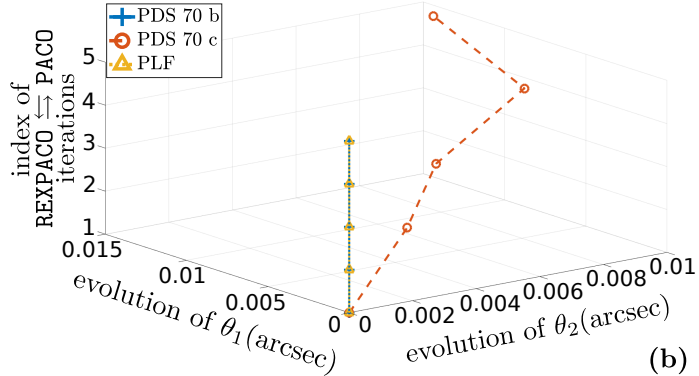 PDS 70 b
PDS 70 c
PLF
index of
REXPACO ⇆ PACO
iterations
5
4
3
2
1
0.015
0.01
0.005
0
evolution of θ₁(arcsec)
0
0.002
0.004
0.006
0.008
0.01
evolution of θ₂(arcsec)
(b)